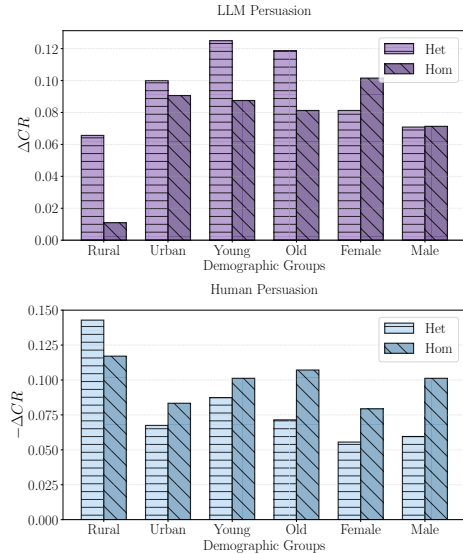 LLM Persuasion
0.12
0.10
0.08
0.06
0.04
0.02
0.00
ΔCR
Het
Hom
Rural Urban Young Old Female Male
Demographic Groups
Human Persuasion
0.150
0.125
0.100
0.075
0.050
0.025
0.000
−ΔCR
Het
Hom
Rural Urban Young Old Female Male
Demographic Groups